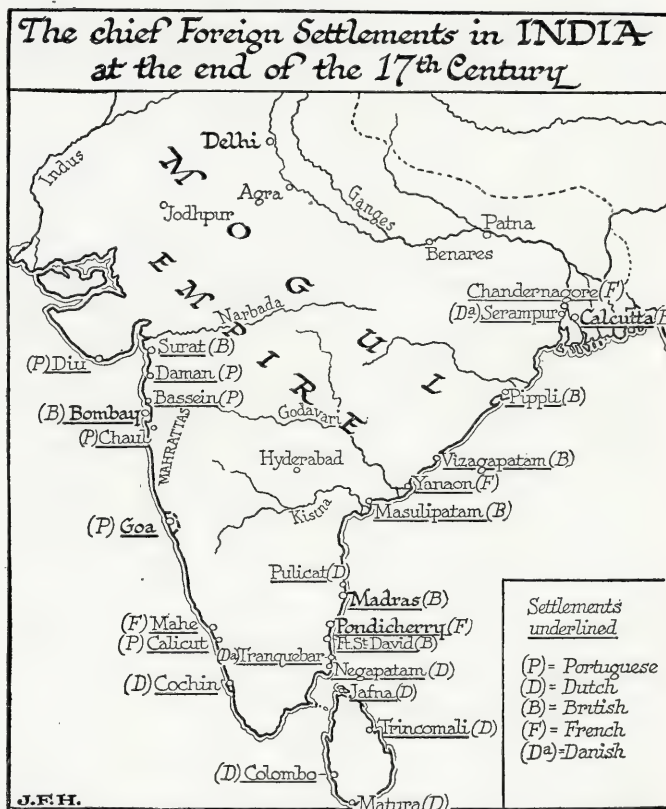 The chief Foreign Settlements in INDIA
at the end of the 17th Century
Indus
Delhi
MOGUL
EMPIRE
Agra
Jodhpur
Ganges
Patna
Benares
Chandernagore (F)
(Da) Serampur
Calcutta (B
Narbada
(P) Diu
Surat (B)
Daman (P)
Bassein (P)
(B) Bombay
(P) Chaul
MAHRATTAS
Godavari
Pippli (B)
Hyderabad
Vizagapatam (B)
Yanaon (F)
Kistna
Masulipatam (B)
(P) Goa
Pulicat (D)
Madras (B)
(F) Mahe
Pondicherry (F)
(P) Calicut
Ft. St. David (B)
(Da) Tranquebar
Negapatam (D)
(D) Cochin
Jafna (D)
Trincomali (D)
(D) Colombo
Matura (D)
Settlements
underlined
(P) = Portuguese
(D) = Dutch
(B) = British
(F) = French
(Da) = Danish
J.F.H.